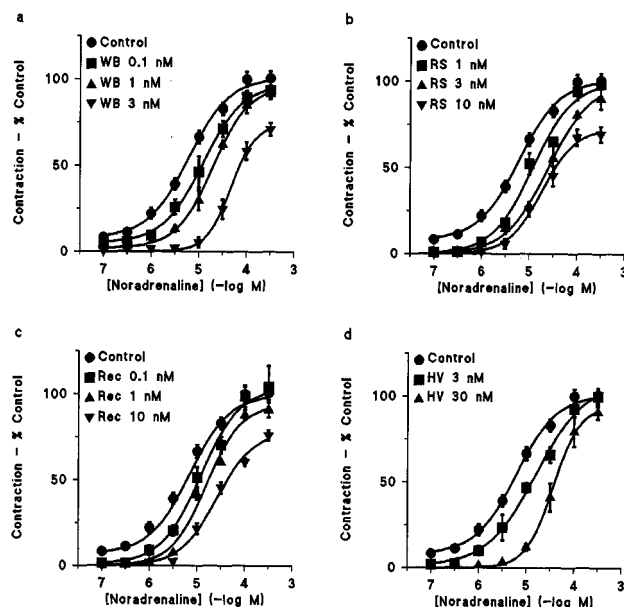 a
Control
WB 0.1 nM
WB 1 nM
WB 3 nM
Contraction - % Control
100
50
0
7 6 5 4 3
[Noradrenaline] (-log M)
b
Control
RS 1 nM
RS 3 nM
RS 10 nM
Contraction - % Control
100
50
0
7 6 5 4 3
[Noradrenaline] (-log M)
c
Control
Rec 0.1 nM
Rec 1 nM
Rec 10 nM
Contraction - % Control
100
50
0
7 6 5 4 3
[Noradrenaline] (-log M)
d
Control
HV 3 nM
HV 30 nM
Contraction - % Control
100
50
0
7 6 5 4 3
[Noradrenaline] (-log M)